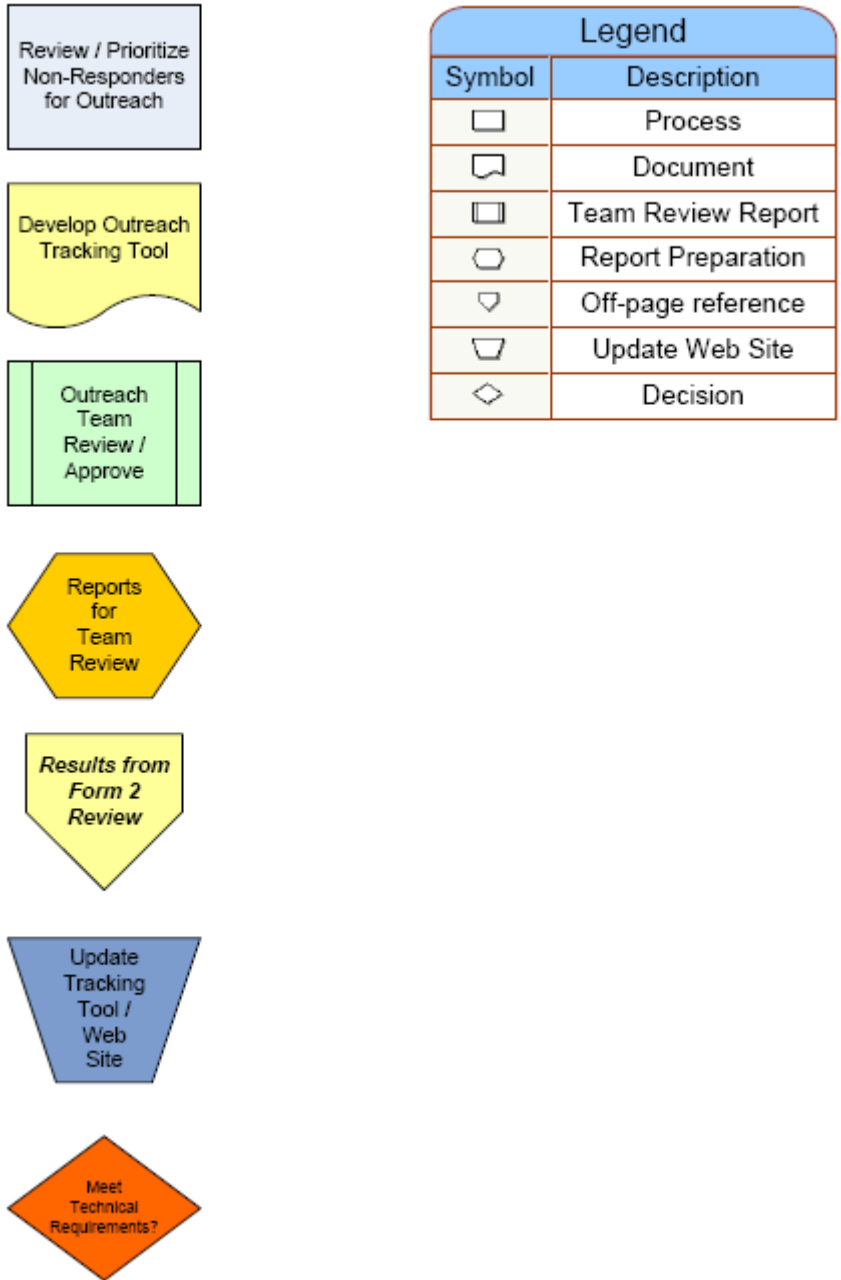 Review / Prioritize
Non-Responders
for Outreach
Develop Outreach
Tracking Tool
Outreach
Team
Review /
Approve
Reports
for
Team
Review
Results from
Form 2
Review
Update
Tracking
Tool /
Web
Site
Meet
Technical
Requirements?
Legend
Symbol Description
Process
Document
Team Review Report
Report Preparation
Off-page reference
Update Web Site
Decision